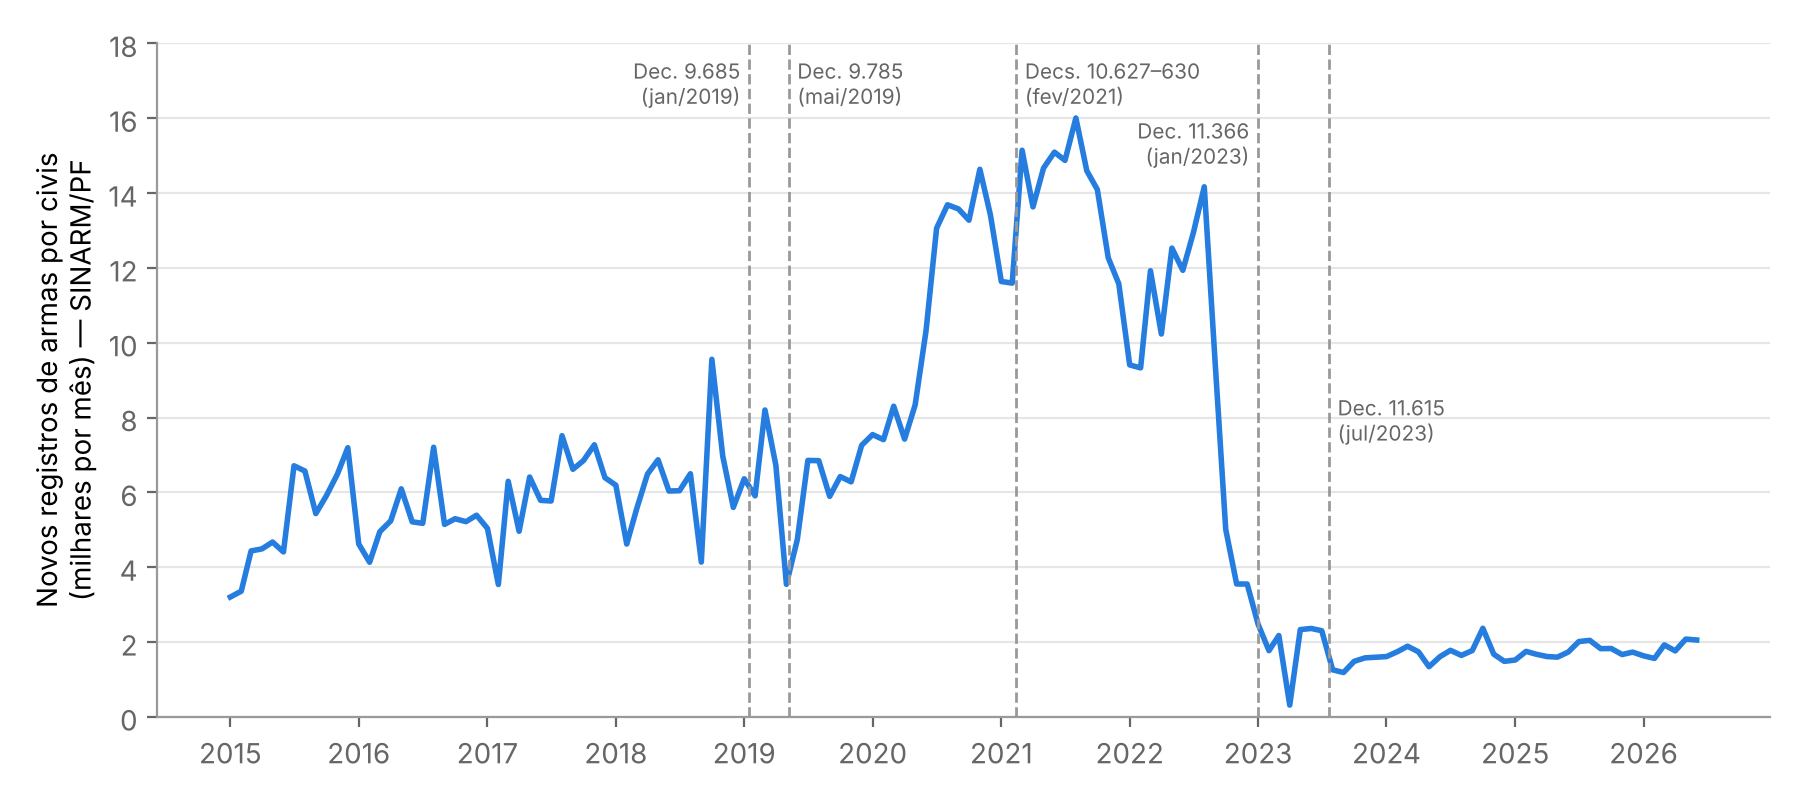 Novos registros de armas por civis
(milhares por mês) — SINARM/PF
18
16
14
12
10
8
6
4
2
0
Dec. 9.685
(jan/2019)
Dec. 9.785
(mai/2019)
Decs. 10.627–630
(fev/2021)
Dec. 11.366
(jan/2023)
Dec. 11.615
(jul/2023)
2015 2016 2017 2018 2019 2020 2021 2022 2023 2024 2025 2026